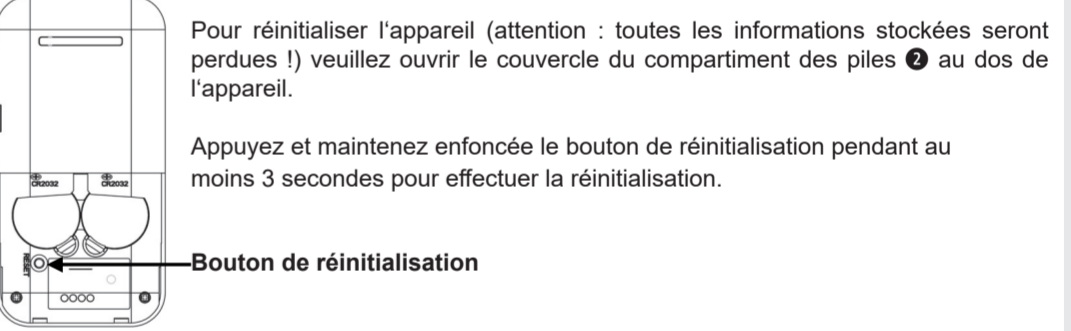 Pour réinitialiser l‘appareil (attention : toutes les informations stockées seront
perdues !) veuillez ouvrir le couvercle du compartiment des piles ❷ au dos de
l‘appareil.
Appuyez et maintenez enfoncée le bouton de réinitialisation pendant au
moins 3 secondes pour effectuer la réinitialisation.
CR2032 CR2032
RESET
Bouton de réinitialisation